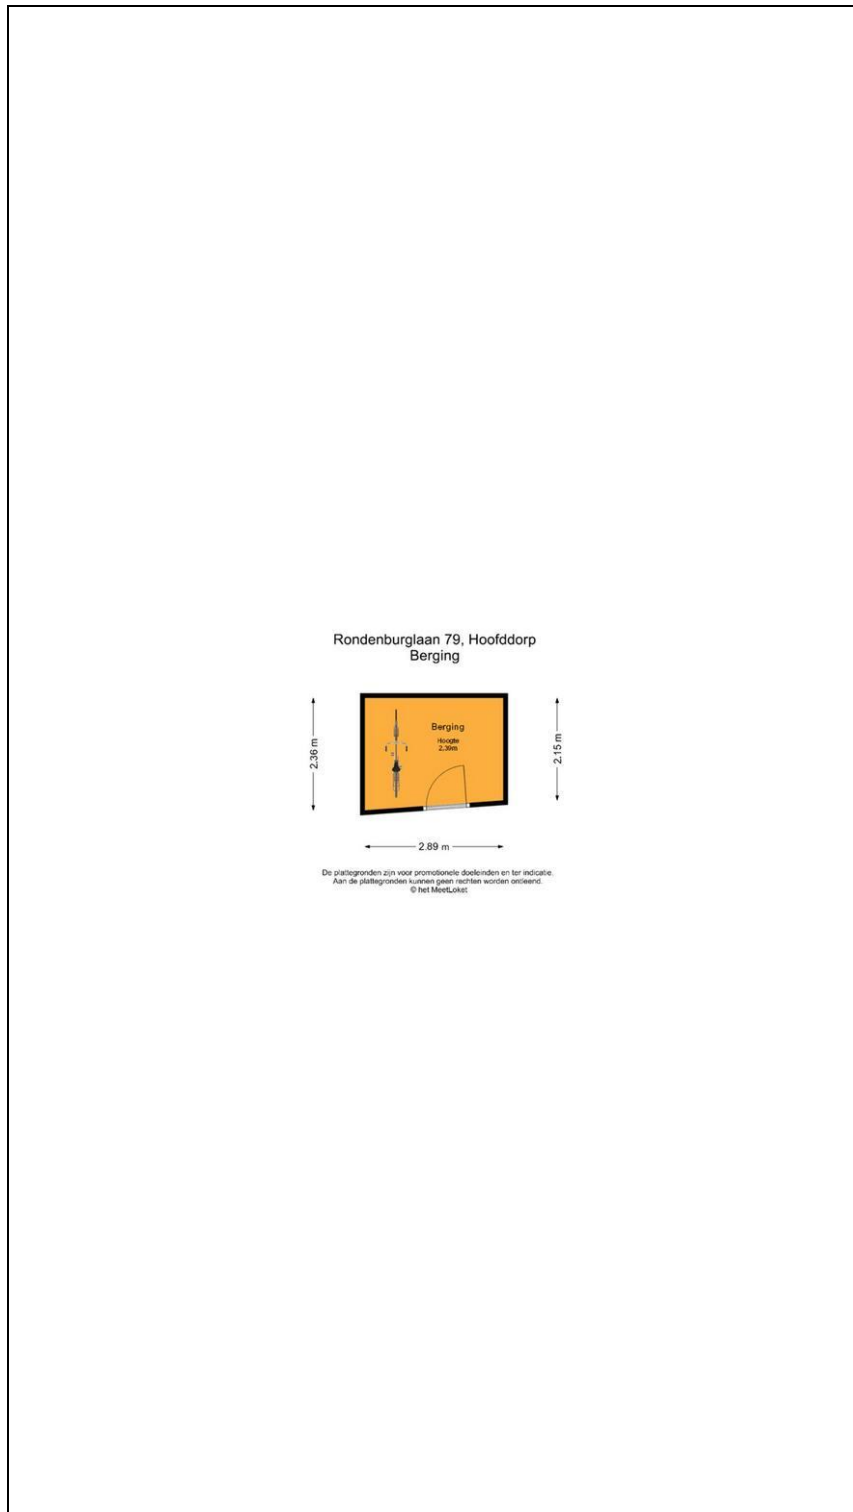 Rondenburglaan 79, Hoofddorp
Berging
2.36 m
Berging
Hoogte
2,39m
2.15 m
2.89 m
De plattegronden zijn voor promotionele doeleinden en ter indicatie.
Aan de plattegronden kunnen geen rechten worden ontleend.
© het MeetLoket